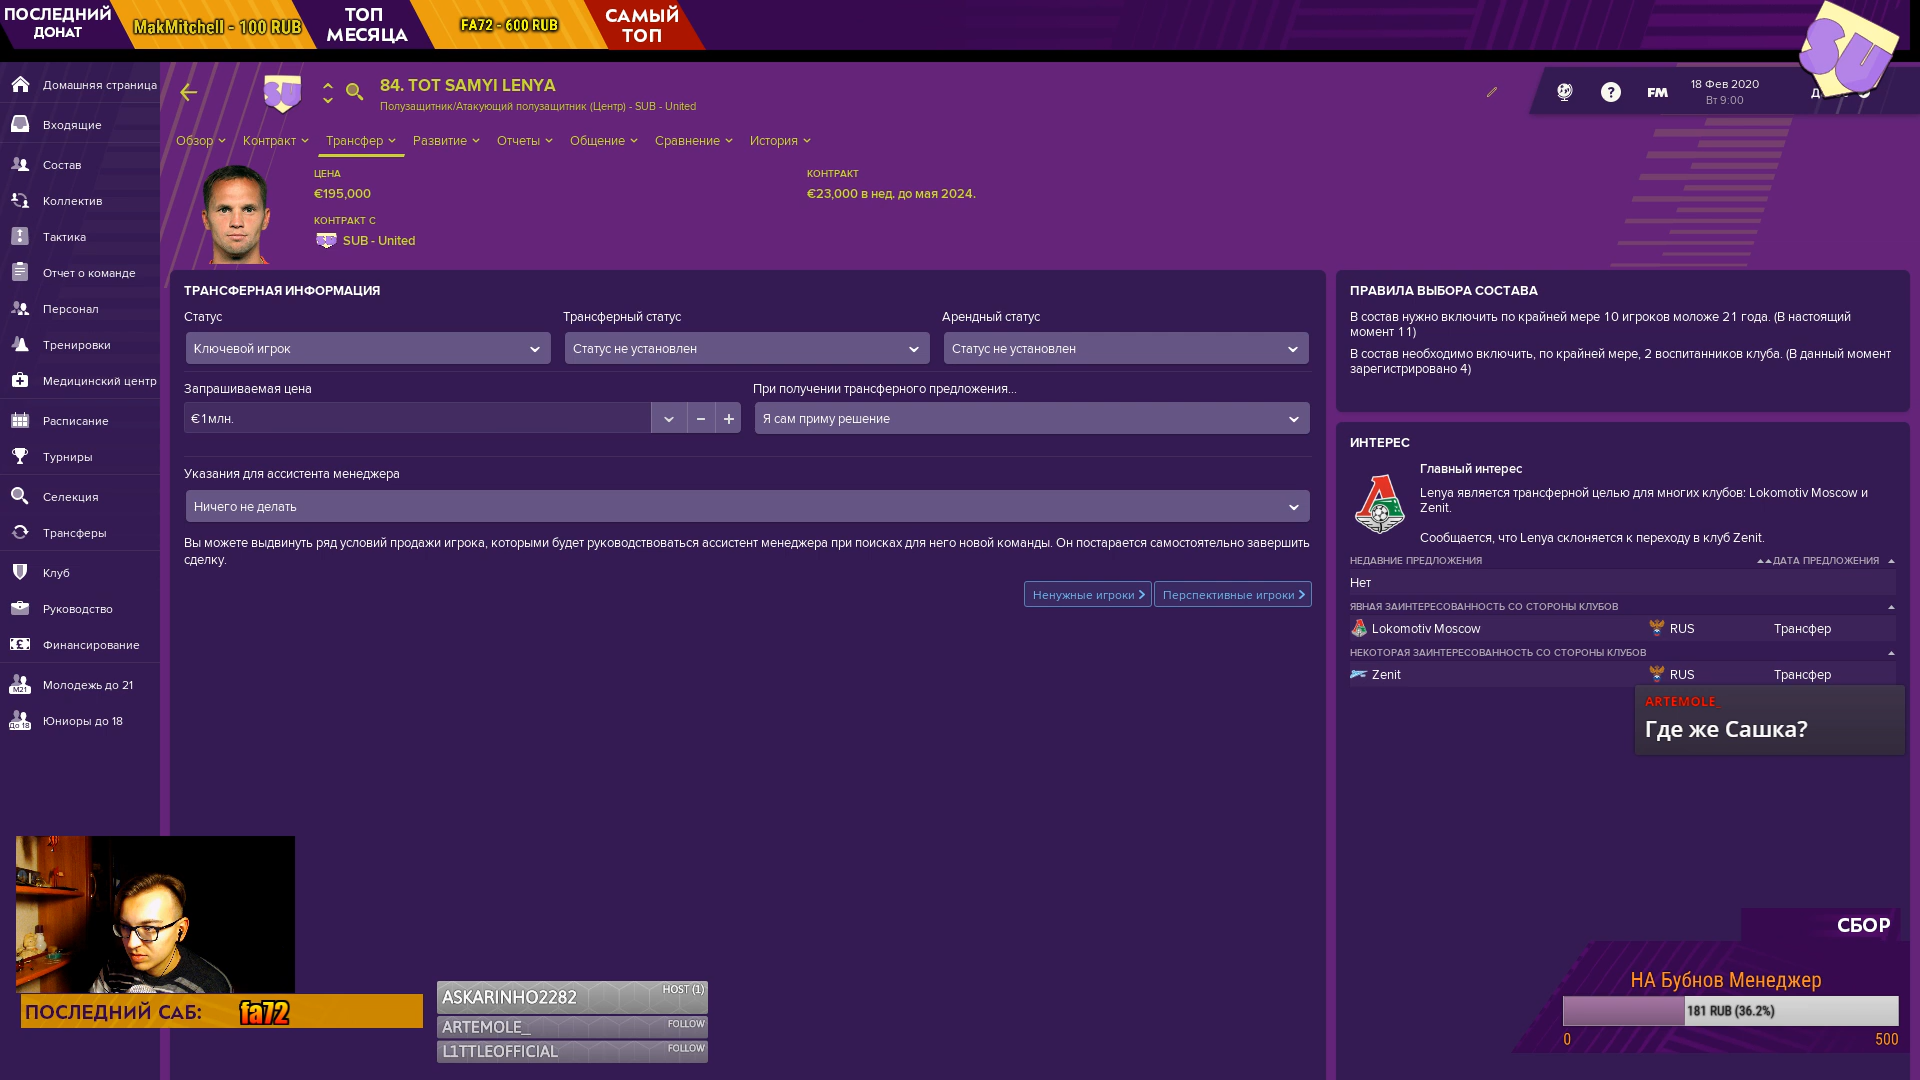 ПОСЛЕДНИЙ
ДОНАТ
MakMitchell - 100 RUB
ТОП
МЕСЯЦА
FA72 - 600 RUB
САМЫЙ
ТОП
SU
Домашняя страница
Входящие
Состав
Коллектив
Тактика
Отчет о команде
Персонал
Тренировки
Медицинский центр
Расписание
Турниры
Селекция
Трансферы
Клуб
Руководство
Финансирование
M21
Молодежь до 21
До 18
Юниоры до 18
84. TOT SAMYI LENYA
Полузащитник/Атакующий полузащитник (Центр) - SUB - United
?
FM
18 Фев 2020
Вт 9:00
Обзор
Контракт
Трансфер
Развитие
Отчеты
Общение
Сравнение
История
ЦЕНА
€195,000
КОНТРАКТ
€23,000 в нед. до мая 2024.
КОНТРАКТ С
SUB - United
ТРАНСФЕРНАЯ ИНФОРМАЦИЯ
Статус
Трансферный статус
Арендный статус
Ключевой игрок
Статус не установлен
Статус не установлен
Запрашиваемая цена
При получении трансферного предложения...
€1млн.
Я сам приму решение
Указания для ассистента менеджера
Ничего не делать
Вы можете выдвинуть ряд условий продажи игрока, которыми будет руководствоваться ассистент менеджера при поисках для него новой команды. Он постарается самостоятельно завершить
сделку.
Ненужные игроки
Перспективные игроки
ПРАВИЛА ВЫБОРА СОСТАВА
В состав нужно включить по крайней мере 10 игроков моложе 21 года. (В настоящий
момент 11)
В состав необходимо включить, по крайней мере, 2 воспитанников клуба. (В данный момент
зарегистрировано 4)
ИНТЕРЕС
Главный интерес
Lenya является трансферной целью для многих клубов: Lokomotiv Moscow и
Zenit.
Сообщается, что Lenya склоняется к переходу в клуб Zenit.
НЕДАВНИЕ ПРЕДЛОЖЕНИЯ
ДАТА ПРЕДЛОЖЕНИЯ
Нет
ЯВНАЯ ЗАИНТЕРЕСОВАННОСТЬ СО СТОРОНЫ КЛУБОВ
Lokomotiv Moscow
RUS
Трансфер
НЕКОТОРАЯ ЗАИНТЕРЕСОВАННОСТЬ СО СТОРОНЫ КЛУБОВ
Zenit
RUS
Трансфер
ARTEMOLE_
Где же Сашка?
ПОСЛЕДНИЙ САБ:
fa72
ASKARINHO2282
HOST (1)
ARTEMOLE_
FOLLOW
L1TTLEOFFICIAL
FOLLOW
СБОР
НА Бубнов Менеджер
181 RUB (36.2%)
0
500